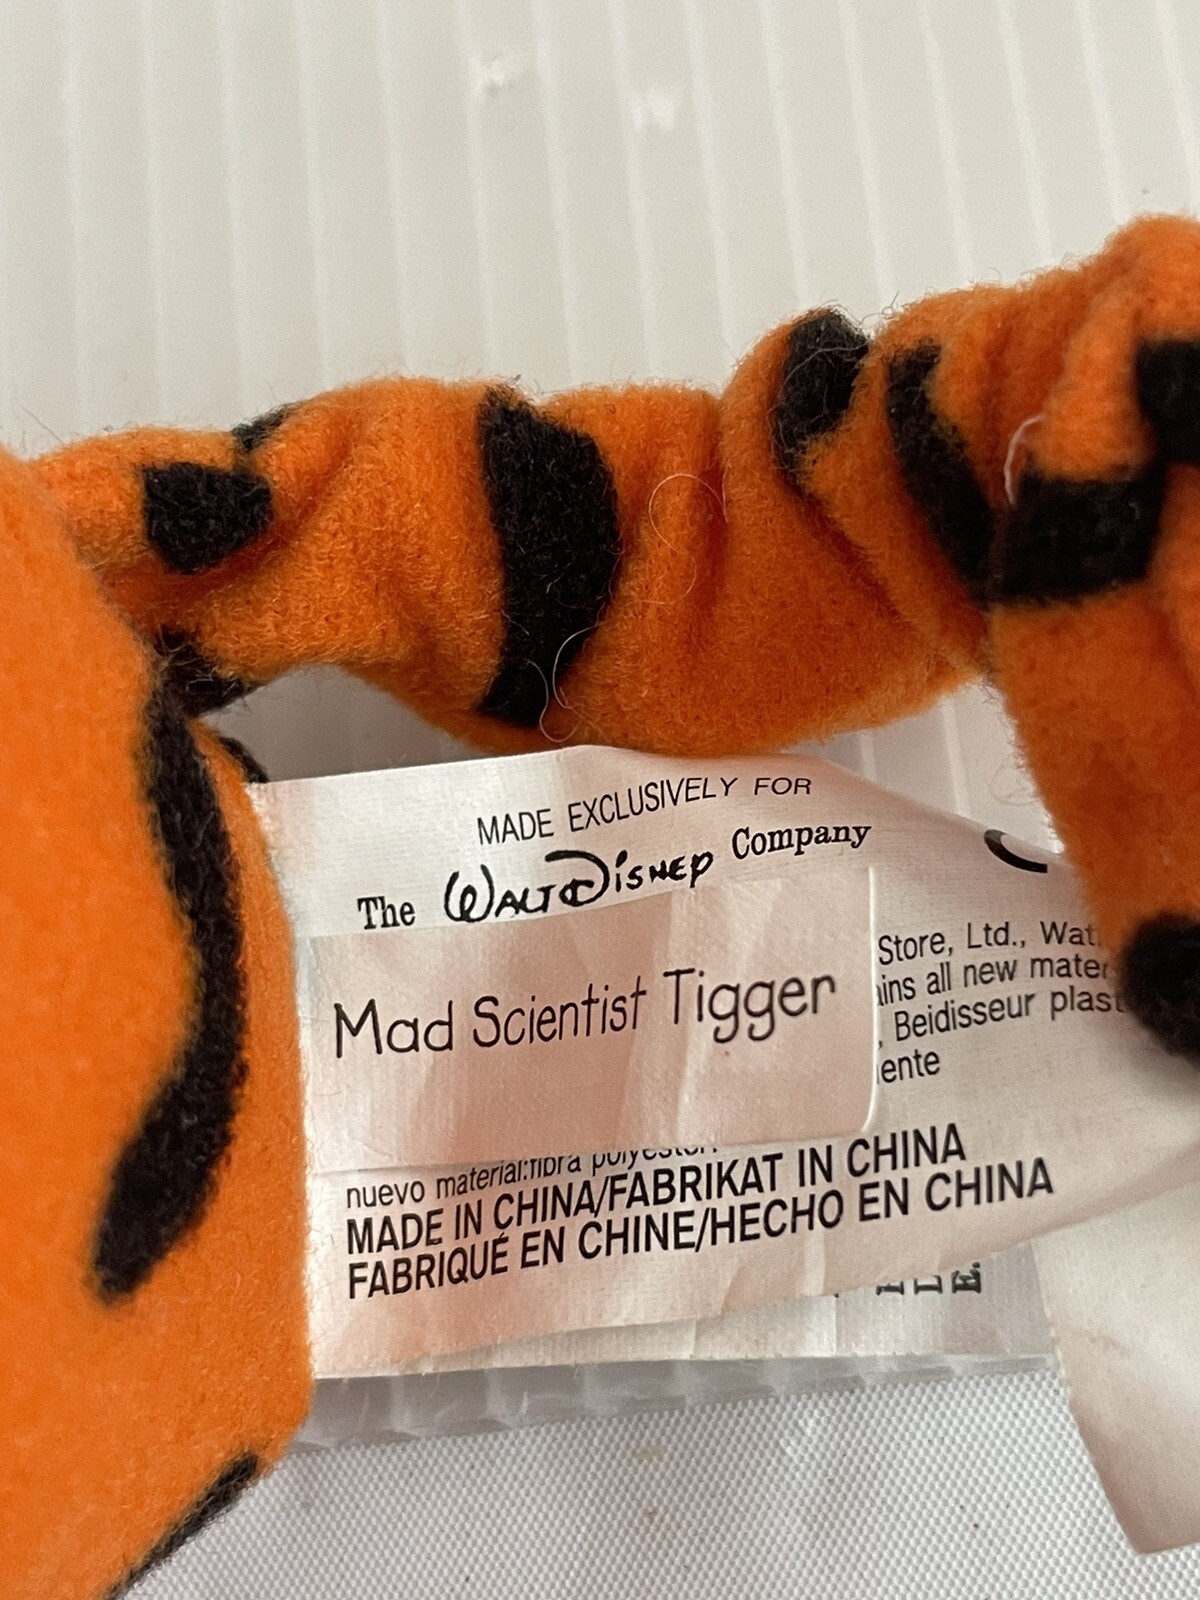 MADE EXCLUSIVELY FOR
The Walt Disney Company
Mad Scientist Tigger
Store, Ltd.,
all new
Beidisseur
nuevo material:fibra
MADE IN CHINA/FABRIKAT IN CHINA
FABRIQUÉ EN CHINE/HECHO EN CHINA